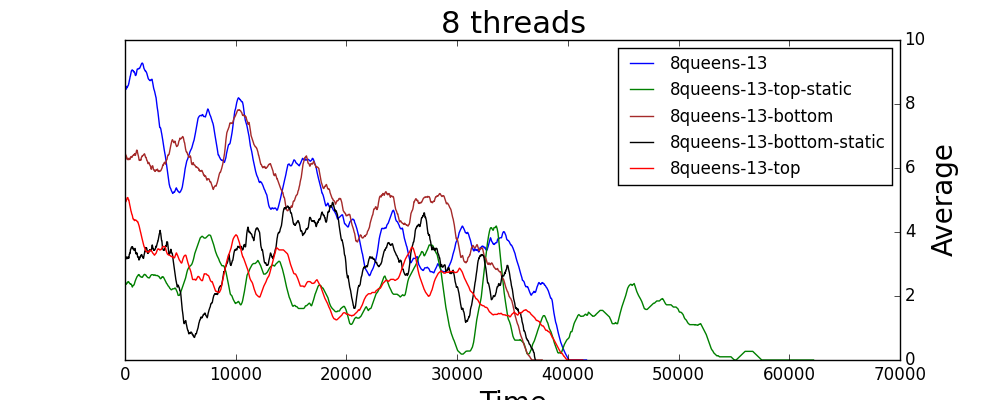 8 threads
8queens-13
8queens-13-top-static
8queens-13-bottom
8queens-13-bottom-static
8queens-13-top
10
8
6
4
2
0
Average
0 10000 20000 30000 40000 50000 60000 70000
Time